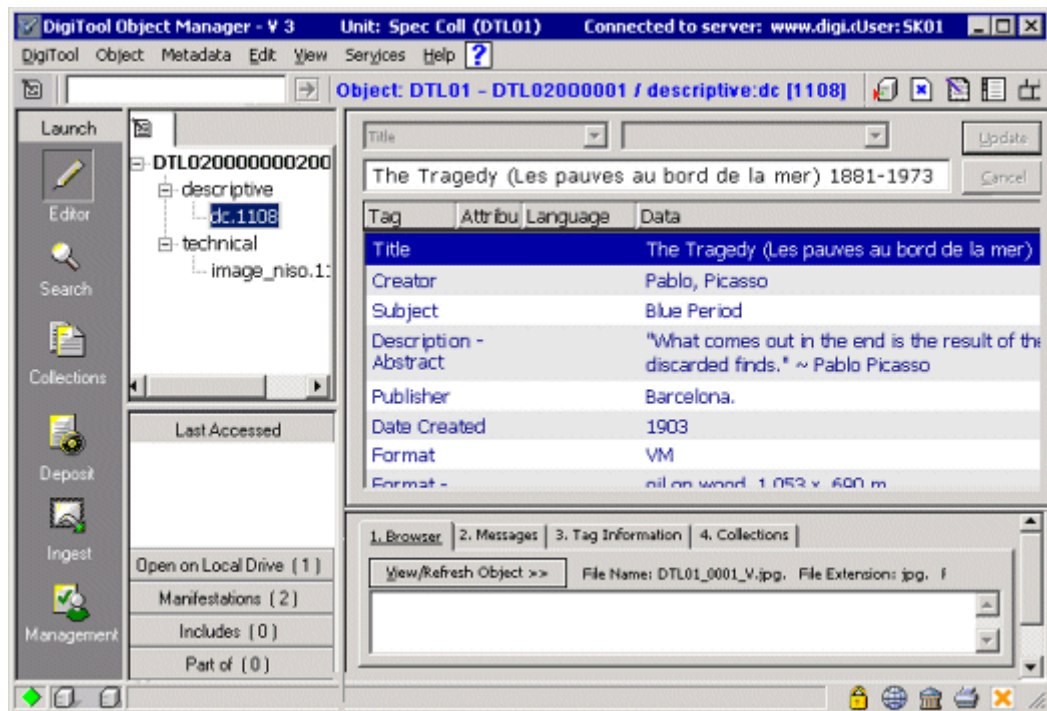 DigiTool Object Manager - V 3 Unit: Spec Coll (DTL01) Connected to server: www.digi.cUser: SK01
DigiTool Object Metadata Edit View Services Help ?
Object: DTL01 - DTL02000001 / descriptive:dc [1108]
Launch
Editor
Search
Collections
Deposit
Ingest
Management
DTL020000000200
descriptive
dc.1108
technical
image_niso.1
Last Accessed
Open on Local Drive ( 1 )
Manifestations ( 2 )
Includes ( 0 )
Part of ( 0 )
Title Update
The Tragedy (Les pauves au bord de la mer) 1881-1973 Cancel
Tag Attribu Language Data
Title The Tragedy (Les pauves au bord de la mer)
Creator Pablo, Picasso
Subject Blue Period
Description - "What comes out in the end is the result of the
Abstract discarded finds." ~ Pablo Picasso
Publisher Barcelona.
Date Created 1903
Format VM
Format - oil on wood, 1.053 x .690 m
1. Browser 2. Messages 3. Tag Information 4. Collections
View/Refresh Object >> File Name: DTL01_0001_V.jpg, File Extension: jpg,